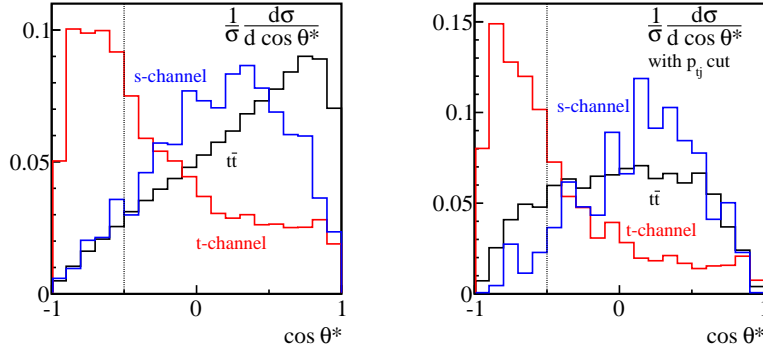 0.1
0.05
0
-1
0
1
cos θ*
1/σ dσ/d cos θ*
s-channel
tt̄
t-channel
0.15
0.1
0.05
0
-1
0
1
cos θ*
1/σ dσ/d cos θ*
with p_tj cut
s-channel
tt̄
t-channel